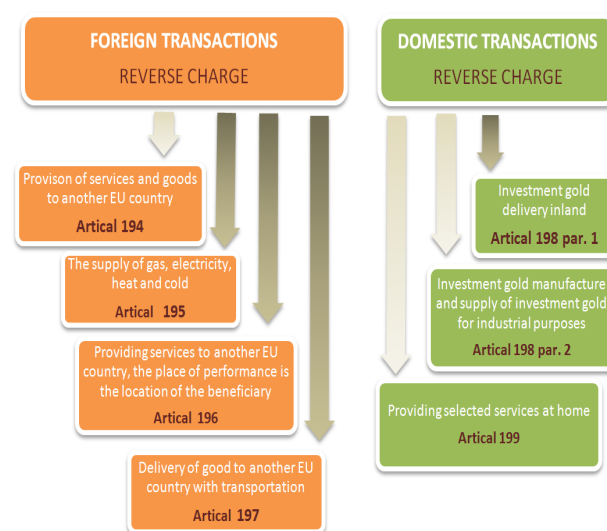 FOREIGN TRANSACTIONS
REVERSE CHARGE
Provison of services and goods
to another EU country
Artical 194
The supply of gas, electricity,
heat and cold
Artical 195
Providing services to another EU
country, the place of performance is
the location of the beneficiary
Artical 196
Delivery of good to another EU
country with transportation
Artical 197
DOMESTIC TRANSACTIONS
REVERSE CHARGE
Investment gold
delivery inland
Artical 198 par. 1
Investment gold manufacture
and supply of investment gold
for industrial purposes
Artical 198 par. 2
Providing selected services at home
Artical 199